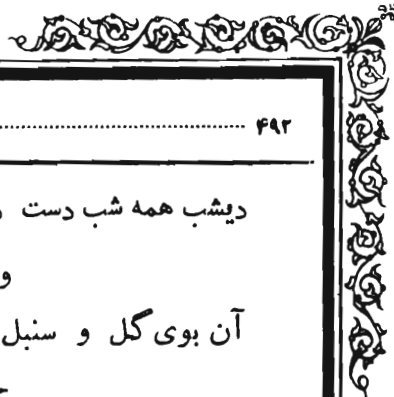 ۴۹۲
دیشب همه شب دست
و
آن بوی گل و سنبل